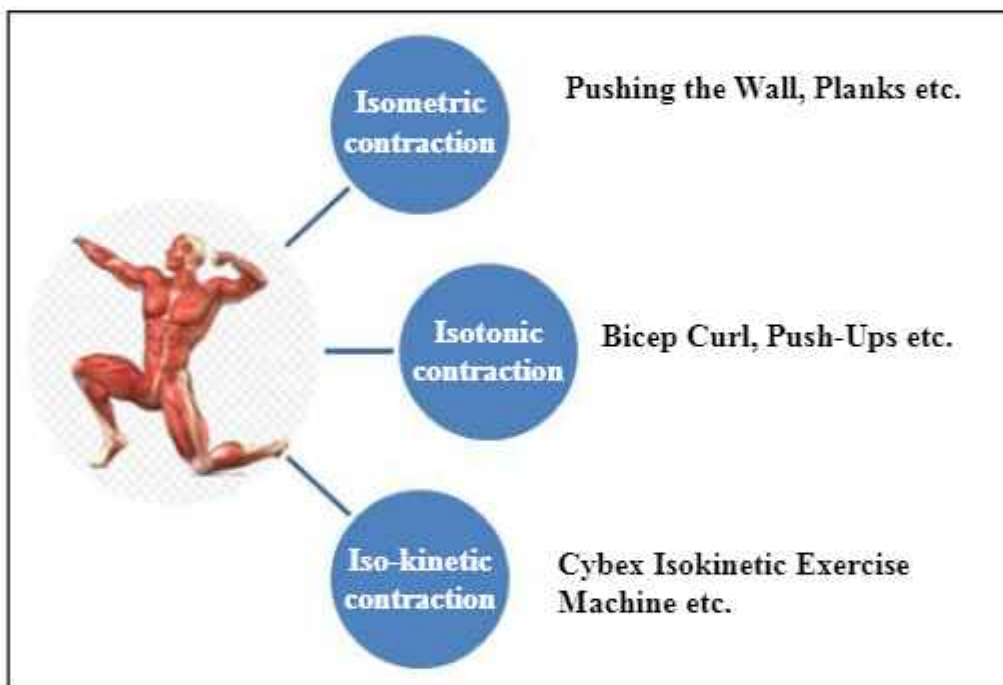 Isometric
contraction
Pushing the Wall, Planks etc.
Isotonic
contraction
Bicep Curl, Push-Ups etc.
Iso-kinetic
contraction
Cybex Isokinetic Exercise
Machine etc.